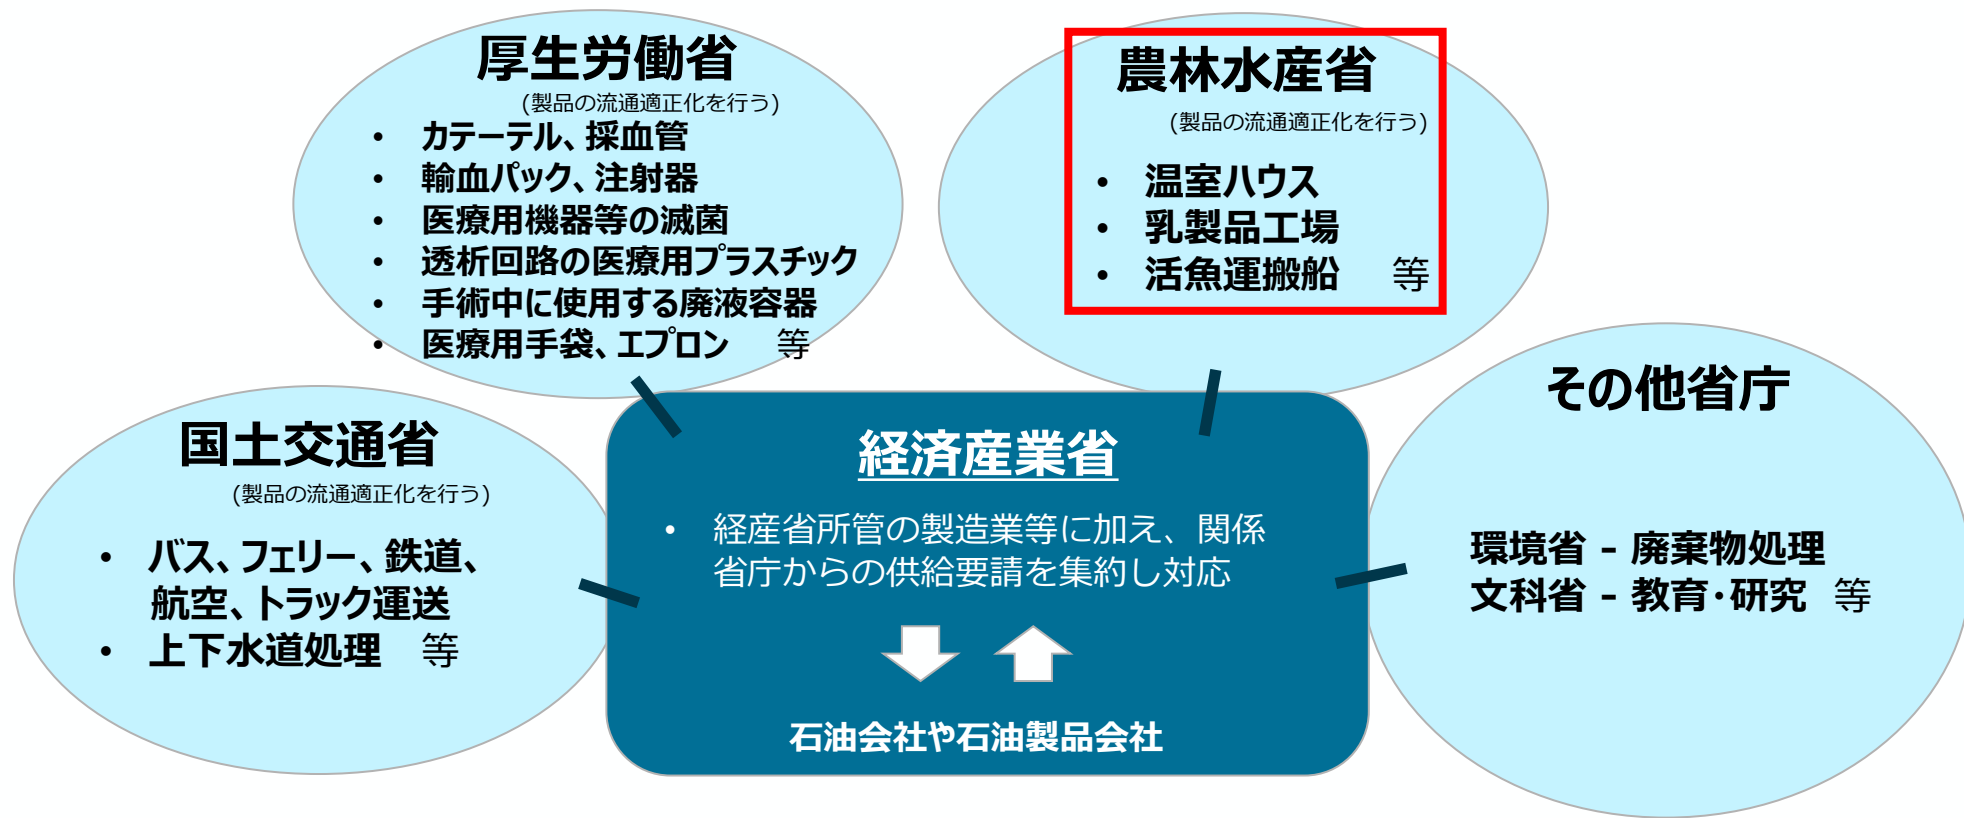 厚生労働省
(製品の流通適正化を行う)
• カテーテル、採血管
• 輸血パック、注射器
• 医療用機器等の滅菌
• 透析回路の医療用プラスチック
• 手術中に使用する廃液容器
• 医療用手袋、エプロン 等
農林水産省
(製品の流通適正化を行う)
• 温室ハウス
• 乳製品工場
• 活魚運搬船 等
国土交通省
(製品の流通適正化を行う)
• バス、フェリー、鉄道、
航空、トラック運送
• 上下水道処理 等
経済産業省
• 経産省所管の製造業等に加え、関係
省庁からの供給要請を集約し対応
石油会社や石油製品会社
その他省庁
環境省 - 廃棄物処理
文科省 - 教育・研究 等